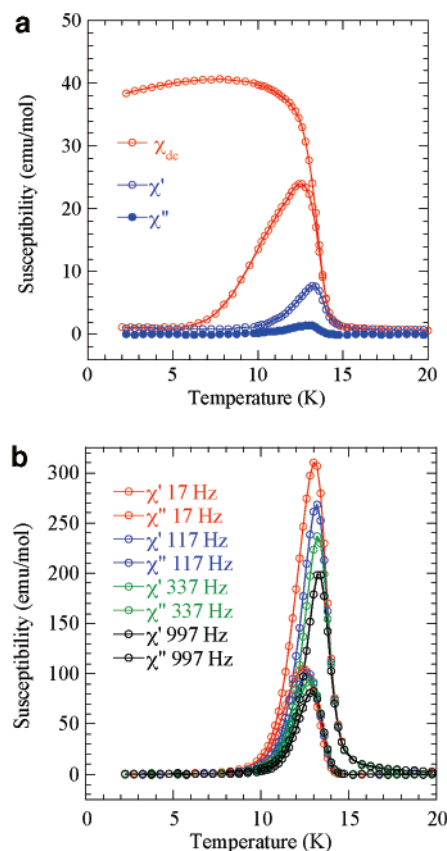 a
50
40
30
20
10
0
Susceptibility (emu/mol)
χdc
χ'
χ"
0 5 10 15 20
Temperature (K)
b
300
250
200
150
100
50
0
Susceptibility (emu/mol)
χ' 17 Hz
χ" 17 Hz
χ' 117 Hz
χ" 117 Hz
χ' 337 Hz
χ" 337 Hz
χ' 997 Hz
χ" 997 Hz
0 5 10 15 20
Temperature (K)